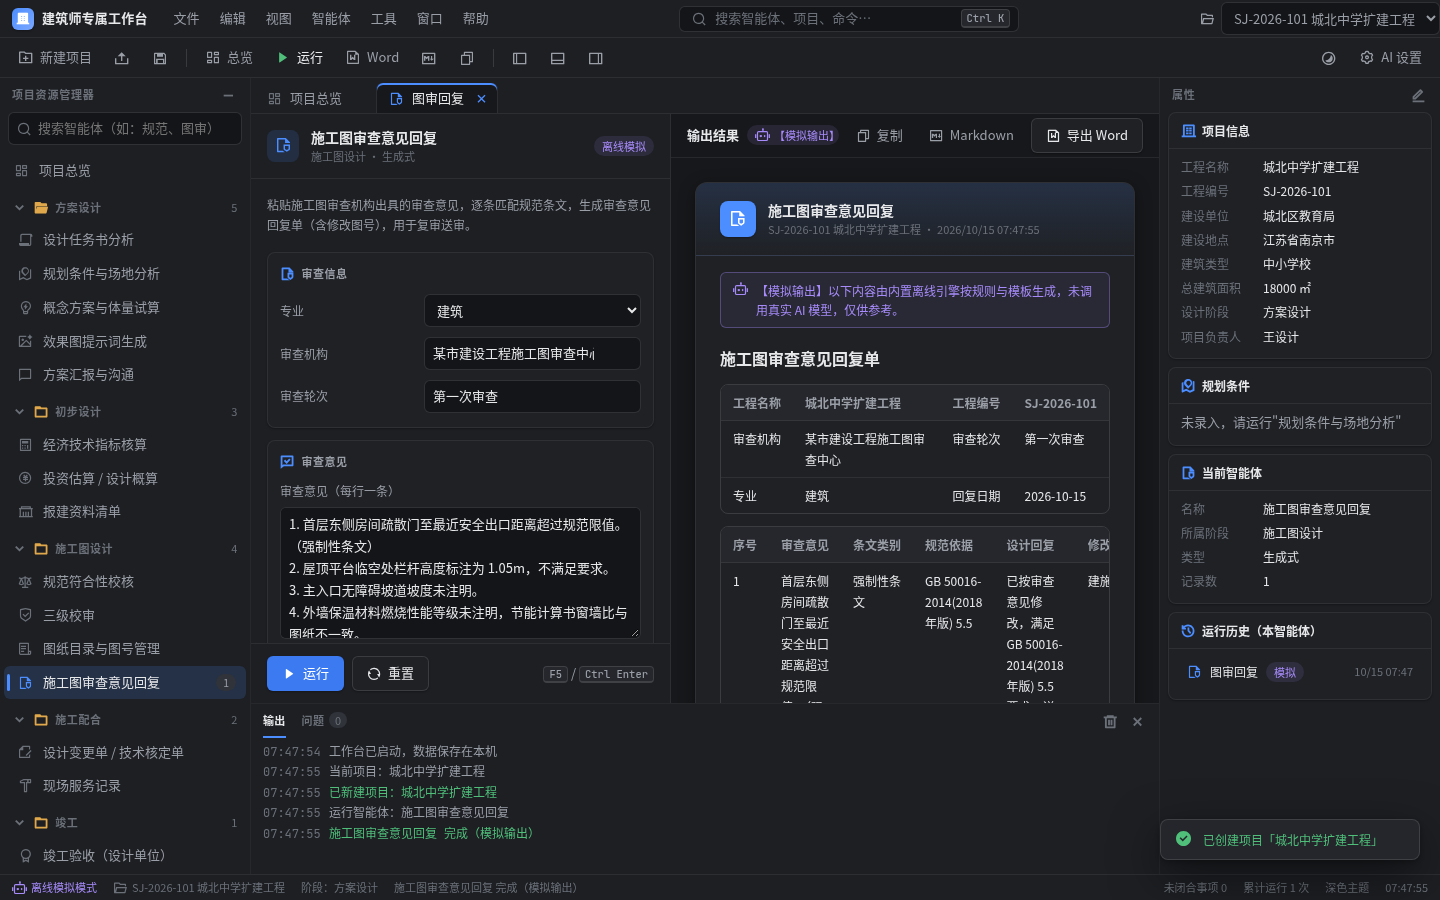 建筑师专属工作台 文件 编辑 视图 智能体 工具 窗口 帮助 搜索智能体、项目、命令… Ctrl K SJ-2026-101 城北中学扩建工程
新建项目 总览 运行 Word AI 设置
项目资源管理器
搜索智能体（如：规范、图审）
项目总览
方案设计 5
设计任务书分析
规划条件与场地分析
概念方案与体量试算
效果图提示词生成
方案汇报与沟通
初步设计 3
经济技术指标核算
投资估算 / 设计概算
报建资料清单
施工图设计 4
规范符合性校核
三级校审
图纸目录与图号管理
施工图审查意见回复 1
施工配合 2
设计变更单 / 技术核定单
现场服务记录
竣工 1
竣工验收（设计单位）
项目总览 图审回复
施工图审查意见回复
施工图设计 · 生成式
离线模拟
粘贴施工图审查机构出具的审查意见，逐条匹配规范条文，生成审查意见
回复单（含修改图号），用于复审送审。
审查信息
专业 建筑
审查机构 某市建设工程施工图审查中
审查轮次 第一次审查
审查意见
审查意见（每行一条）
1. 首层东侧房间疏散门至最近安全出口距离超过规范限值。
（强制性条文）
2. 屋顶平台临空处栏杆高度标注为 1.05m，不满足要求。
3. 主入口无障碍坡道坡度未注明。
4. 外墙保温材料燃烧性能等级未注明，节能计算书窗墙比与
图纸不一致。
运行 重置 F5 / Ctrl Enter
输出结果 【模拟输出】 复制 Markdown 导出 Word
施工图审查意见回复
SJ-2026-101 城北中学扩建工程 · 2026/10/15 07:47:55
【模拟输出】以下内容由内置离线引擎按规则与模板生成，未调
用真实 AI 模型，仅供参考。
施工图审查意见回复单
工程名称 城北中学扩建工程 工程编号 SJ-2026-101
审查机构 某市建设工程施工图审查中心 审查轮次 第一次审查
专业 建筑 回复日期 2026-10-15
序号 审查意见 条文类别 规范依据 设计回复 修改
1 首层东侧 强制性条 GB 50016- 已按审查 建施
房间疏散 文 2014(2018 意见修
门至最近 年版) 5.5 改，满足
安全出口 GB 50016-
距离超过 2014(2018
规范限 年版) 5.5
输出 问题 0
07:47:54 工作台已启动，数据保存在本机
07:47:55 当前项目：城北中学扩建工程
07:47:55 已新建项目：城北中学扩建工程
07:47:55 运行智能体：施工图审查意见回复
07:47:55 施工图审查意见回复 完成（模拟输出）
属性
项目信息
工程名称 城北中学扩建工程
工程编号 SJ-2026-101
建设单位 城北区教育局
建设地点 江苏省南京市
建筑类型 中小学校
总建筑面积 18000 ㎡
设计阶段 方案设计
项目负责人 王设计
规划条件
未录入，请运行"规划条件与场地分析"
当前智能体
名称 施工图审查意见回复
所属阶段 施工图设计
类型 生成式
记录数 1
运行历史（本智能体）
图审回复 模拟 10/15 07:47
已创建项目「城北中学扩建工程」
离线模拟模式 SJ-2026-101 城北中学扩建工程 阶段：方案设计 施工图审查意见回复 完成（模拟输出） 未闭合事项 0 累计运行 1 次 深色主题 07:47:55